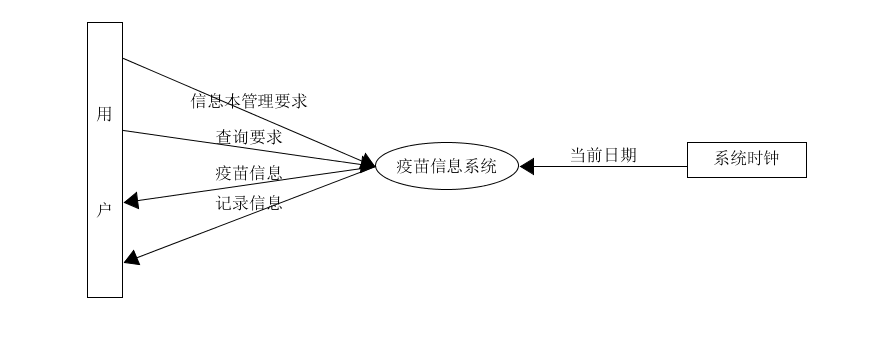 用
户
信息本管理要求
查询要求
疫苗信息
记录信息
疫苗信息系统
当前日期
系统时钟